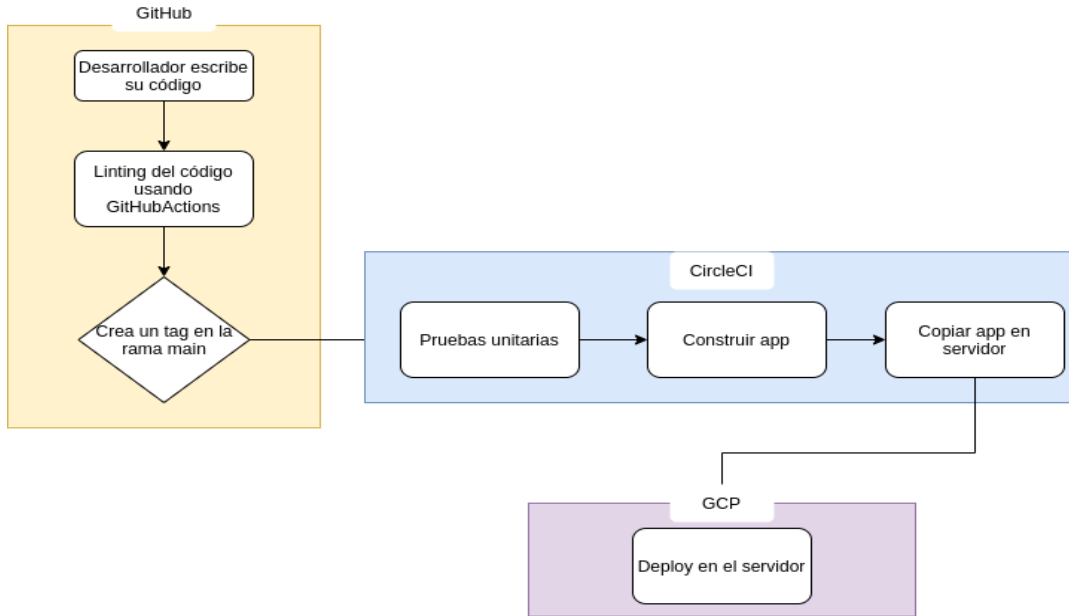 GitHub
Desarrollador escribe
su código
Linting del código
usando
GitHubActions
Crea un tag en la
rama main
CircleCI
Pruebas unitarias
Construir app
Copiar app en
servidor
GCP
Deploy en el servidor